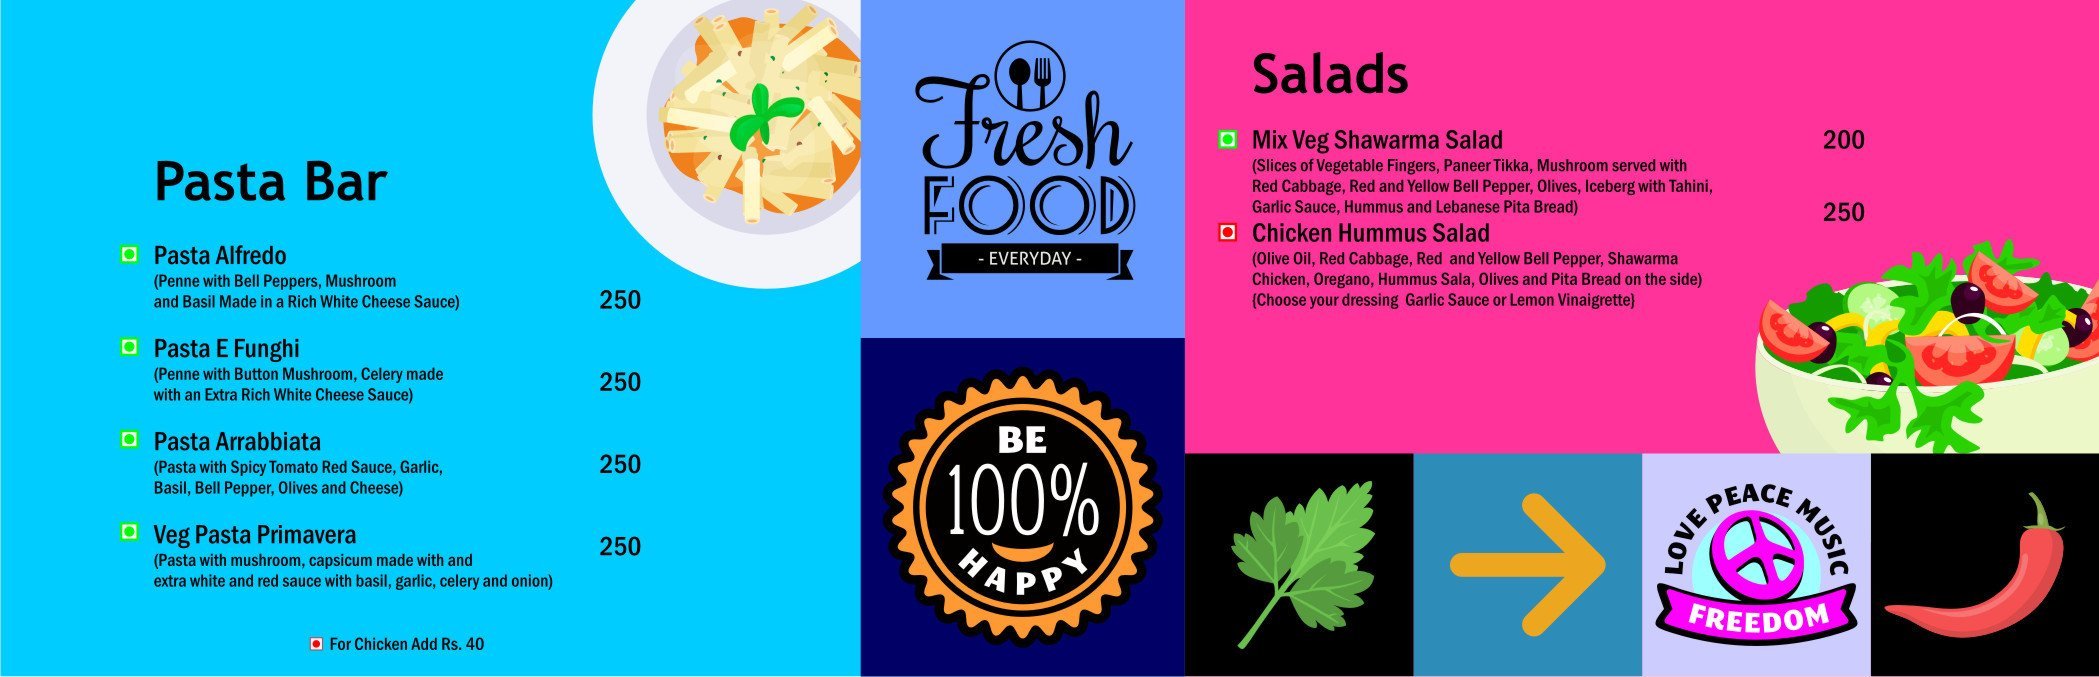 Pasta Bar
Pasta Alfredo
(Penne with Bell Peppers, Mushroom
and Basil Made in a Rich White Cheese Sauce)
250
Pasta E Funghi
(Penne with Button Mushroom, Celery made
with an Extra Rich White Cheese Sauce)
250
Pasta Arrabbiata
(Pasta with Spicy Tomato Red Sauce, Garlic,
Basil, Bell Pepper, Olives and Cheese)
250
Veg Pasta Primavera
(Pasta with mushroom, capsicum made with and
extra white and red sauce with basil, garlic, celery and onion)
250
For Chicken Add Rs. 40
Fresh
FOOD
- EVERYDAY -
BE
100%
HAPPY
Salads
Mix Veg Shawarma Salad 200
(Slices of Vegetable Fingers, Paneer Tikka, Mushroom served with
Red Cabbage, Red and Yellow Bell Pepper, Olives, Iceberg with Tahini,
Garlic Sauce, Hummus and Lebanese Pita Bread)
250
Chicken Hummus Salad
(Olive Oil, Red Cabbage, Red and Yellow Bell Pepper, Shawarma
Chicken, Oregano, Hummus Sala, Olives and Pita Bread on the side)
{Choose your dressing Garlic Sauce or Lemon Vinaigrette}
LOVE PEACE MUSIC
FREEDOM